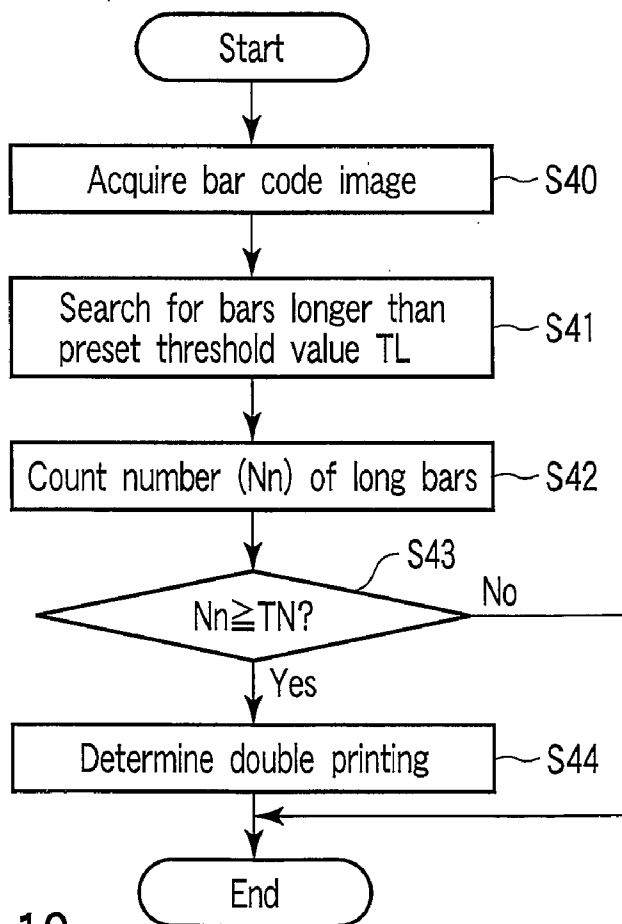 Start
Acquire bar code image
S40
Search for bars longer than
preset threshold value TL
S41
Count number (Nn) of long bars
S42
S43
Nn≧TN?
No
Yes
Determine double printing
S44
End